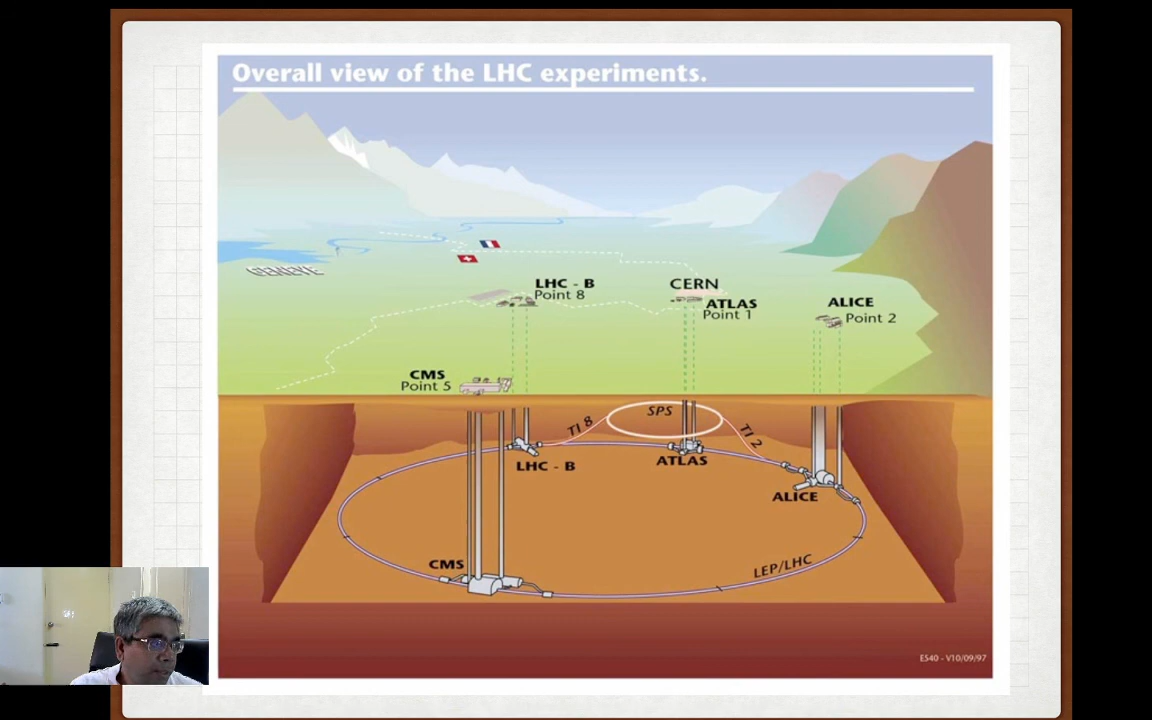 Overall view of the LHC experiments.
GENÈVE
LHC - B
Point 8
CERN
ATLAS
Point 1
ALICE
Point 2
CMS
Point 5
SPS
TI 8
TI 2
LHC - B
ATLAS
ALICE
CMS
LEP/LHC
ES40 - V10/09/97